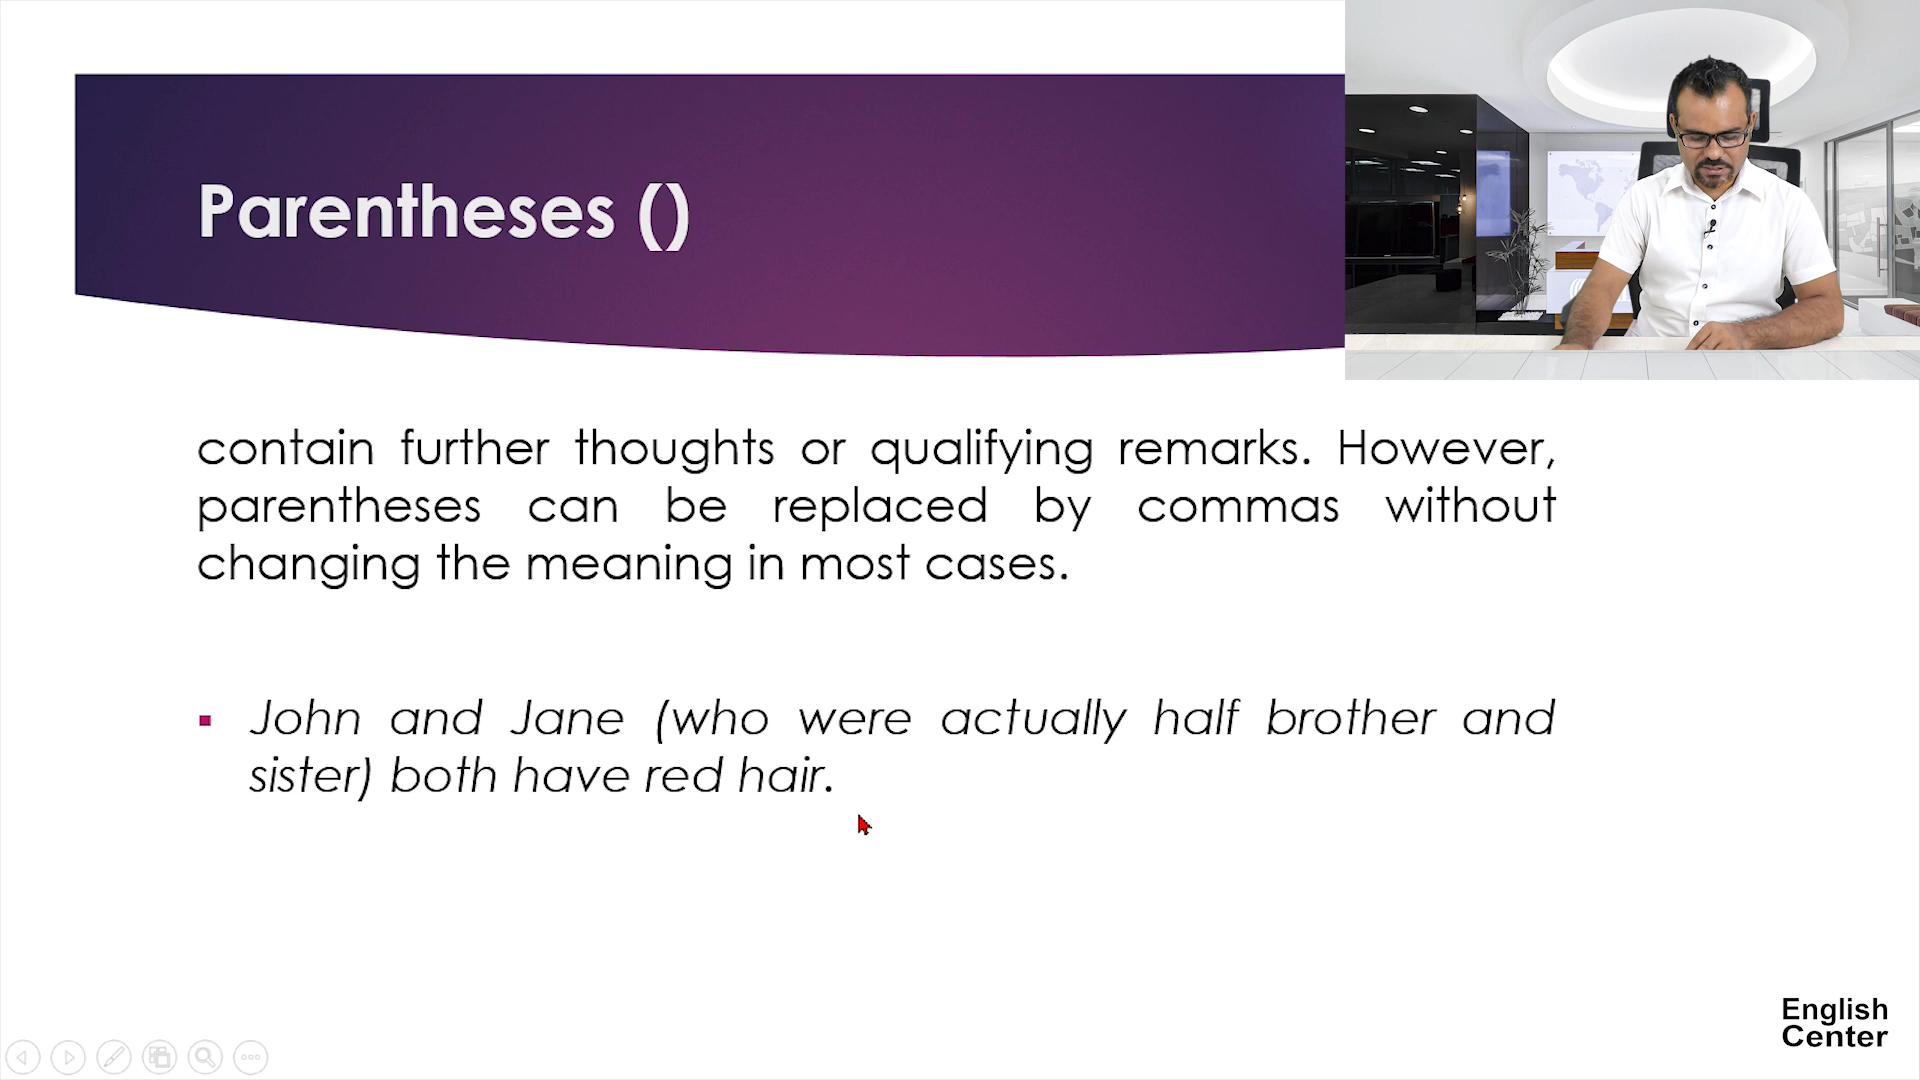 Parentheses ()
contain further thoughts or qualifying remarks. However,
parentheses can be replaced by commas without
changing the meaning in most cases.
▪ John and Jane (who were actually half brother and
sister) both have red hair.
English
Center